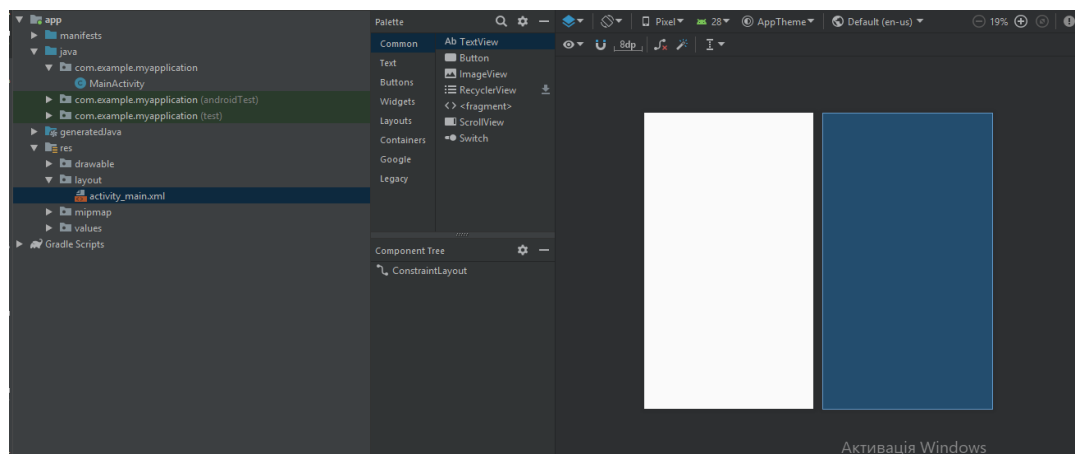 app
manifests
java
com.example.myapplication
MainActivity
com.example.myapplication (androidTest)
com.example.myapplication (test)
generatedJava
res
drawable
layout
activity_main.xml
mipmap
values
Gradle Scripts
Palette
Common
Text
Buttons
Widgets
Layouts
Containers
Google
Legacy
Ab TextView
Button
ImageView
RecyclerView
<> <fragment>
ScrollView
Switch
Component Tree
ConstraintLayout
Pixel 28 AppTheme Default (en-us) 19%
8dp
Активація Windows